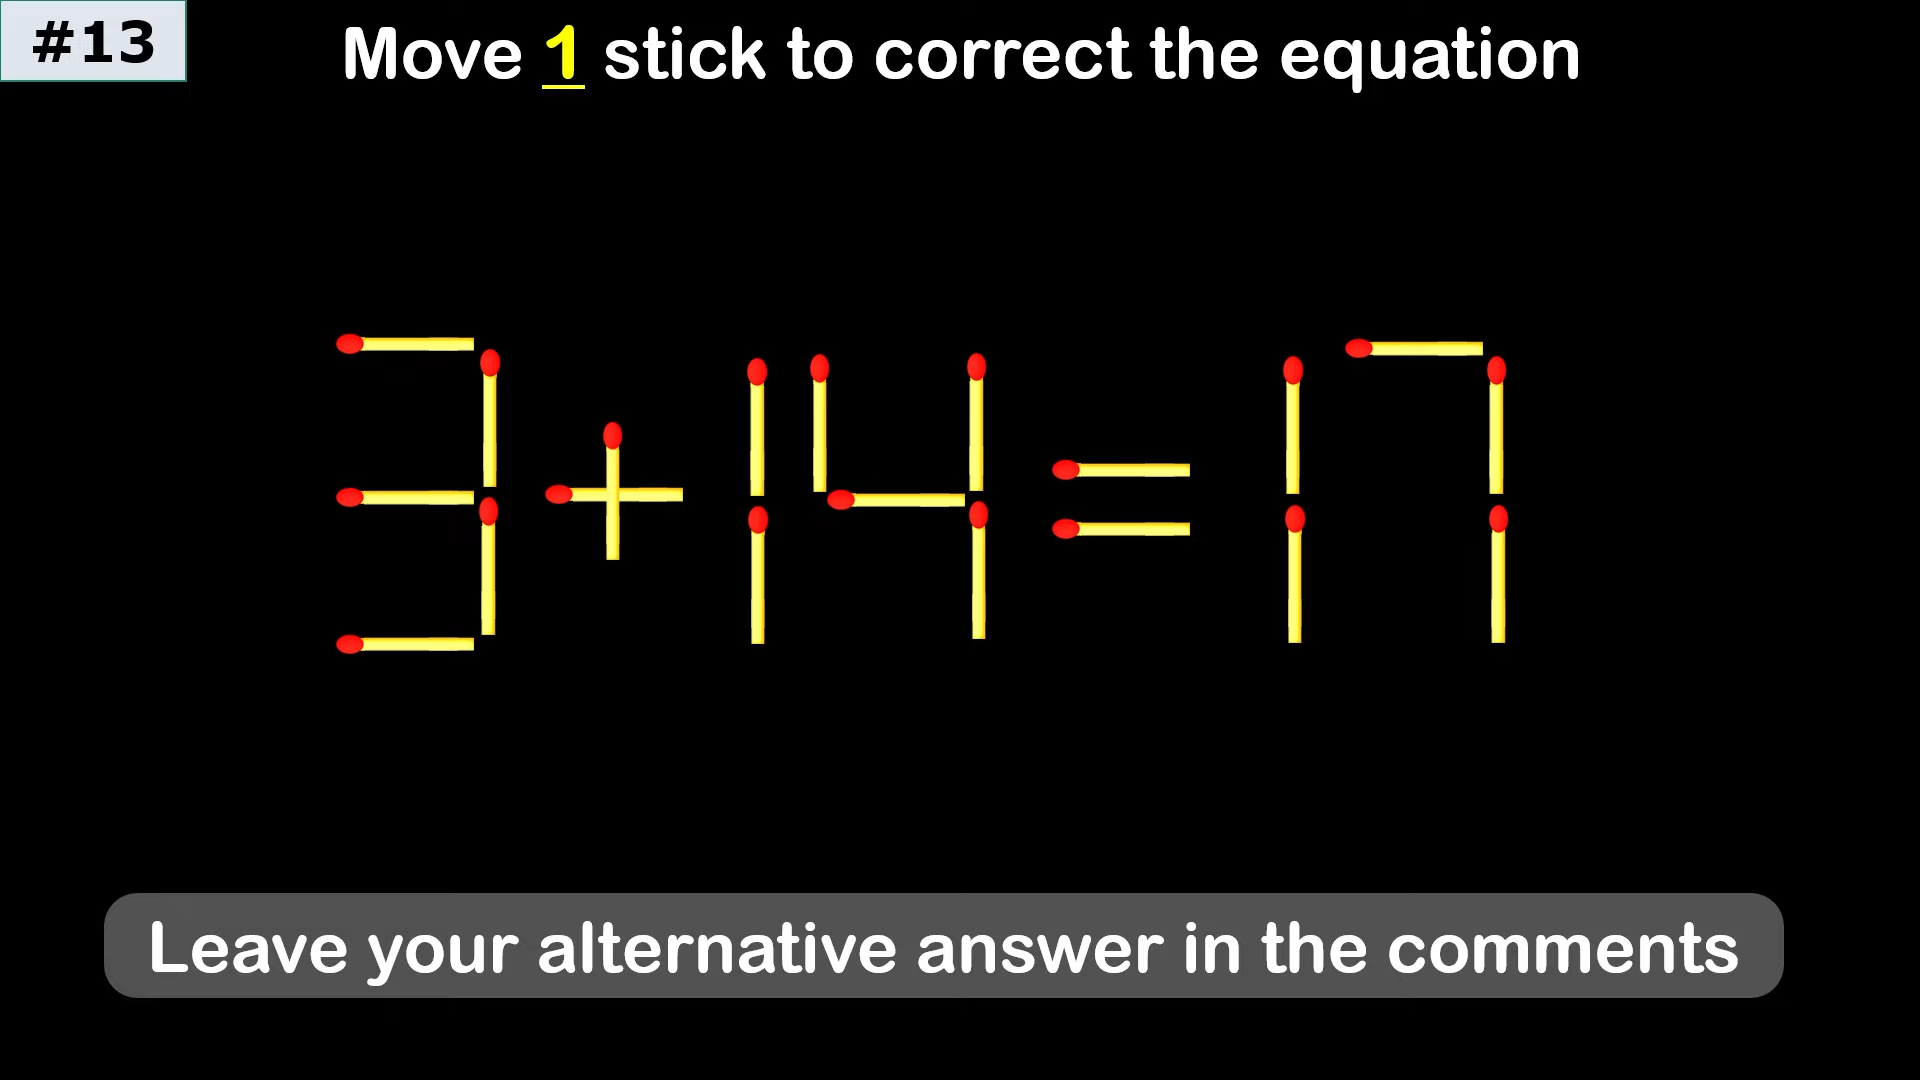 #13
Move 1 stick to correct the equation
3+14=17
Leave your alternative answer in the comments